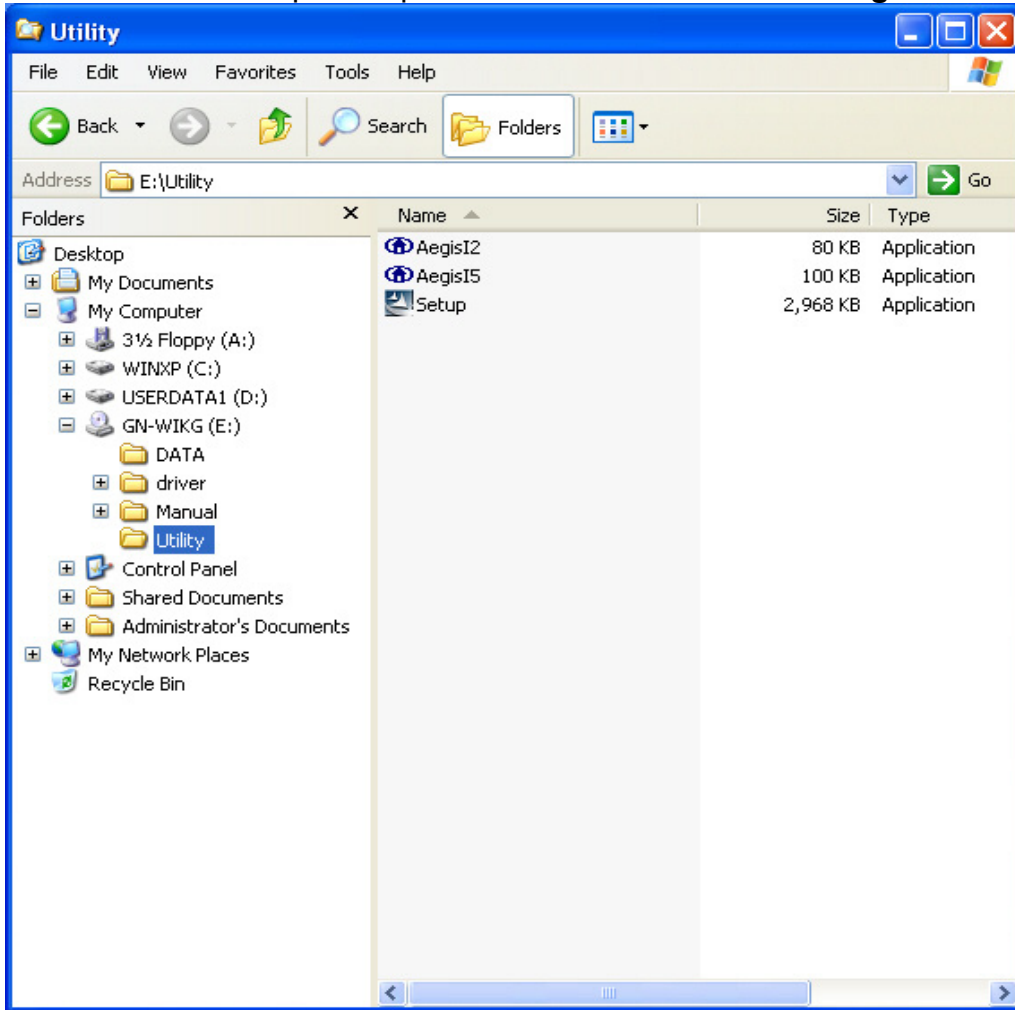 Utility
File Edit View Favorites Tools Help
Back Search Folders
Address E:\Utility Go
Folders Name Size Type
Desktop AegisI2 80 KB Application
My Documents AegisI5 100 KB Application
My Computer Setup 2,968 KB Application
3½ Floppy (A:)
WINXP (C:)
USERDATA1 (D:)
GN-WIKG (E:)
DATA
driver
Manual
Utility
Control Panel
Shared Documents
Administrator's Documents
My Network Places
Recycle Bin